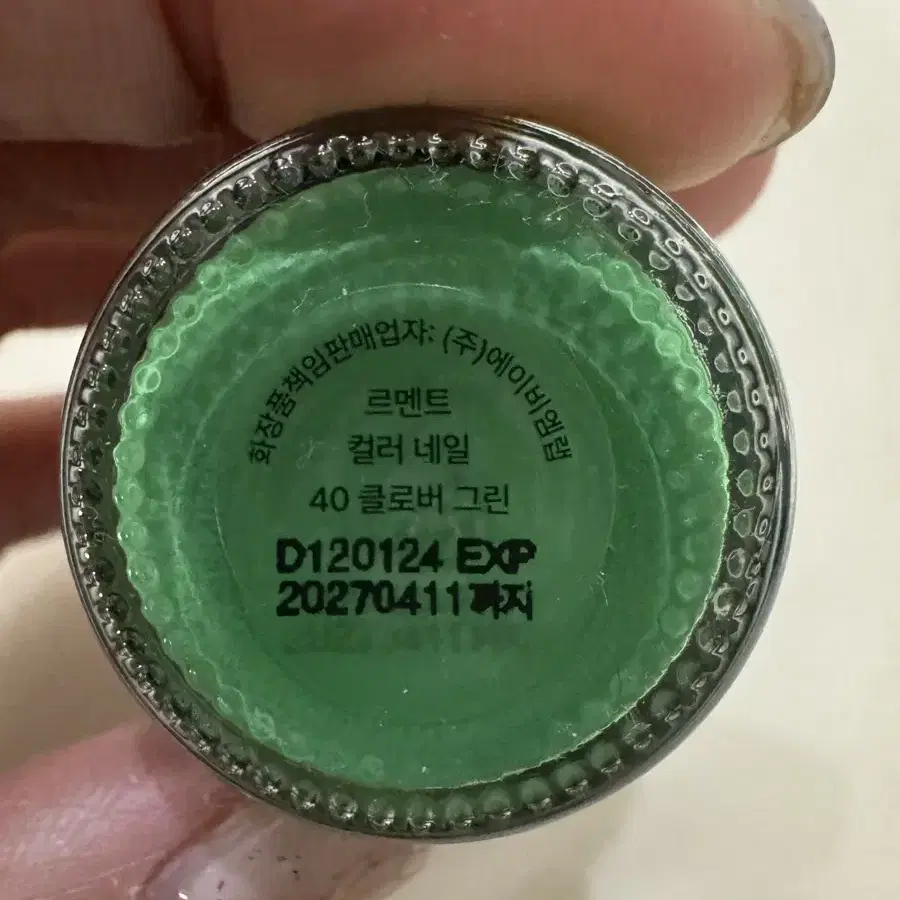 화장품책임판매업자: (주)에이비엠랩
르멘트
컬러 네일
40 클로버 그린
D120124 EXP
20270411까지